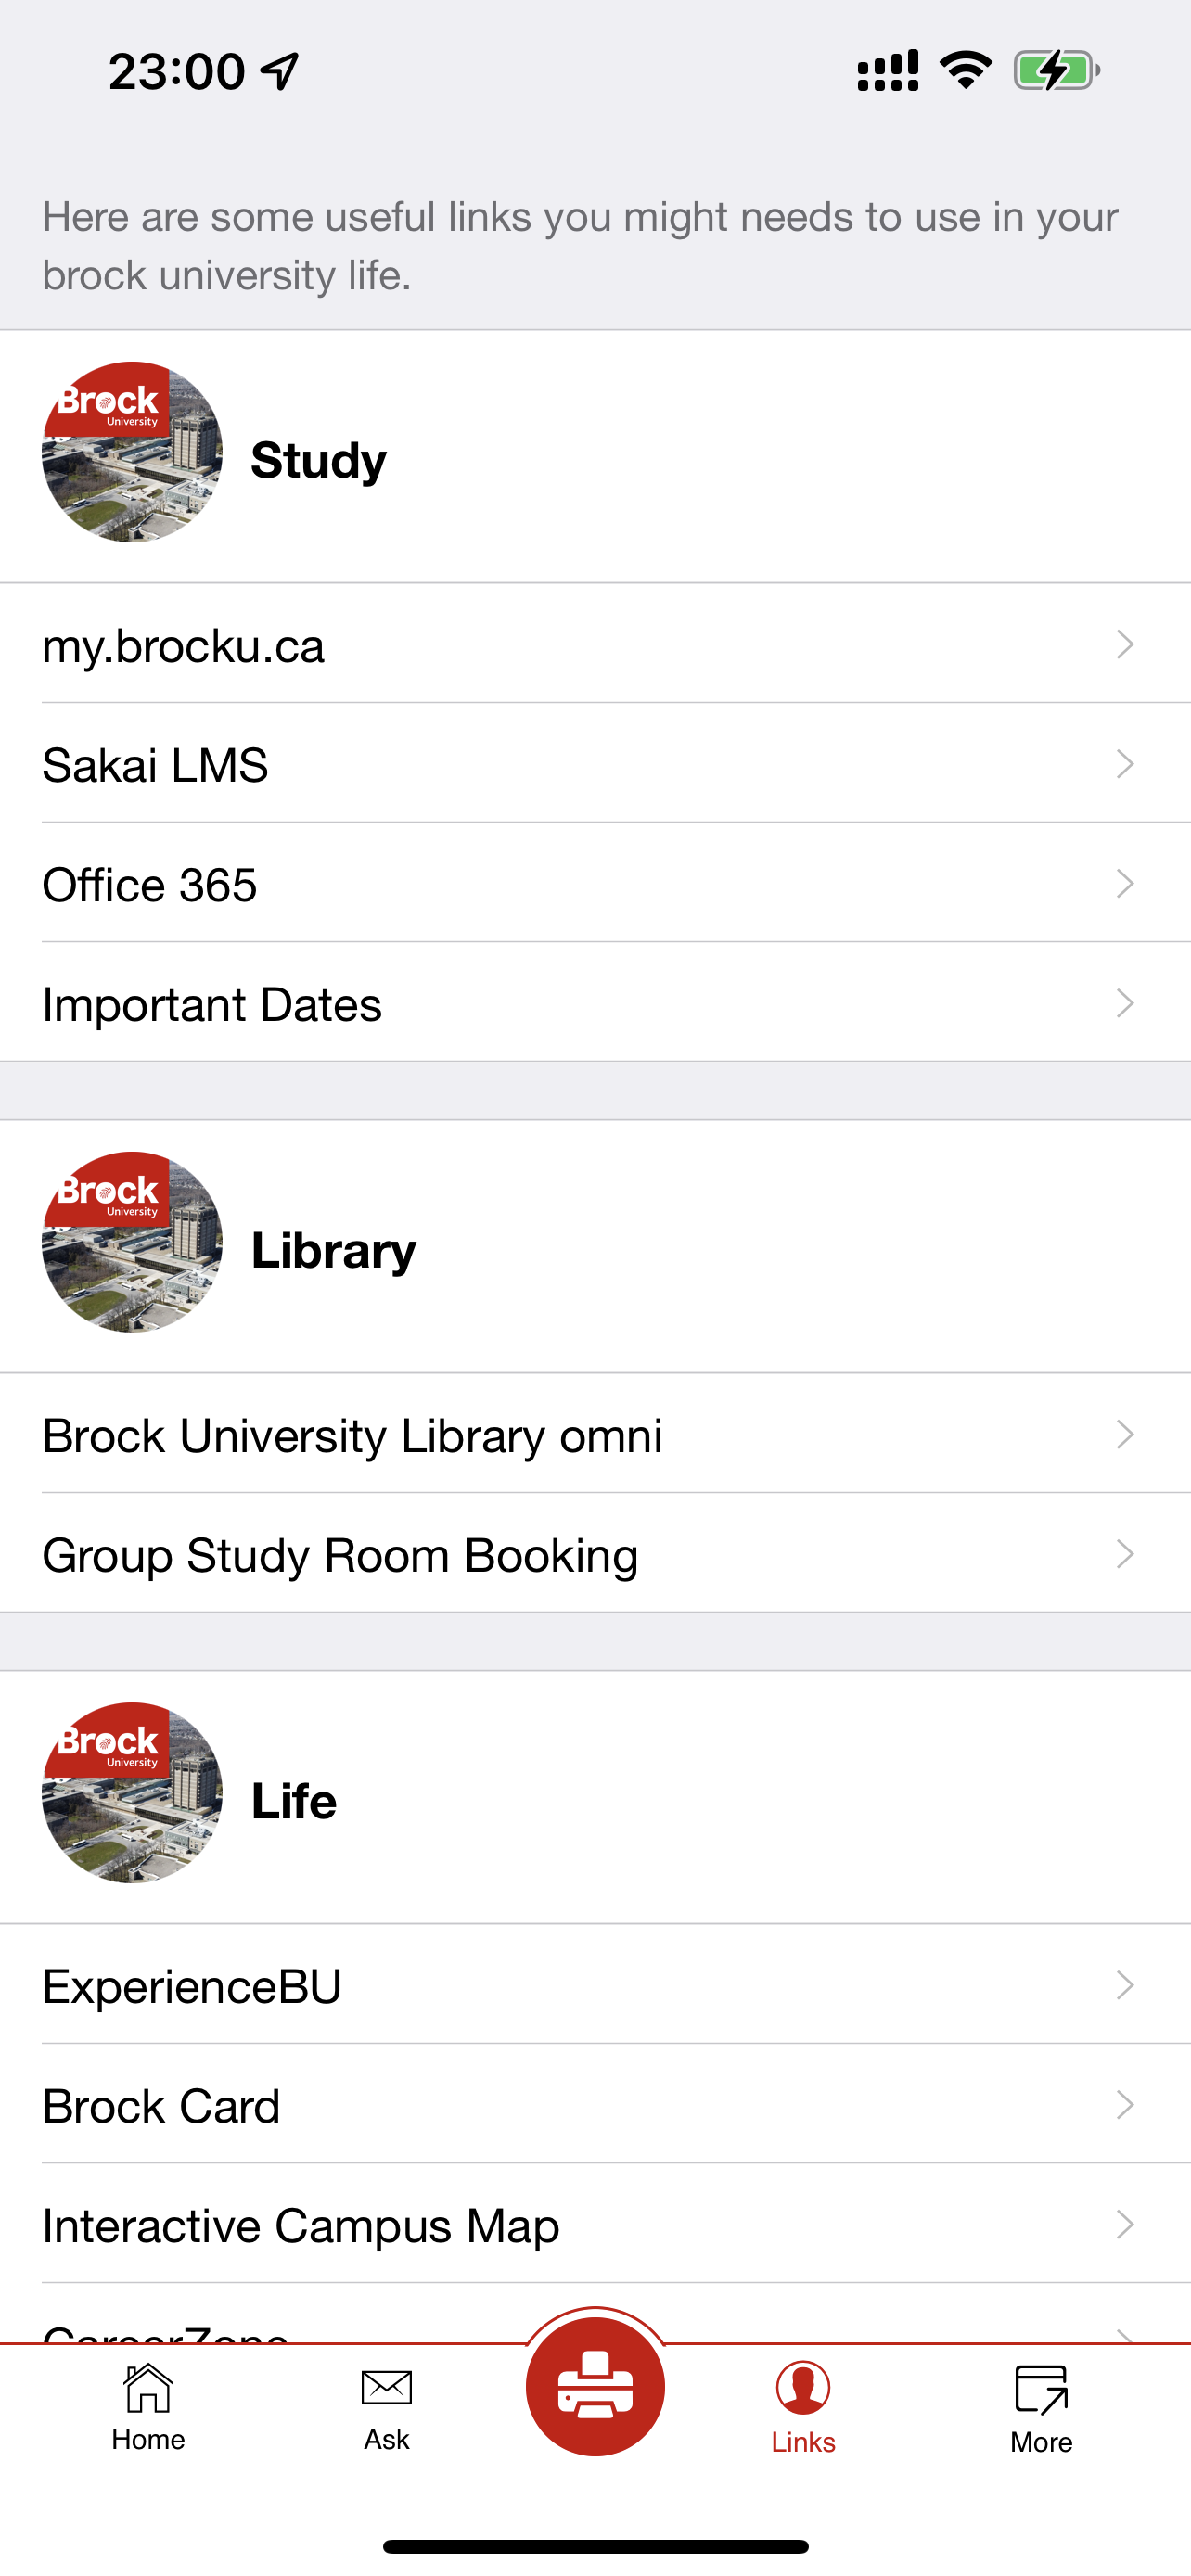 23:00
Here are some useful links you might needs to use in your
brock university life.
Brock
University
Study
my.brocku.ca
Sakai LMS
Office 365
Important Dates
Brock
University
Library
Brock University Library omni
Group Study Room Booking
Brock
University
Life
ExperienceBU
Brock Card
Interactive Campus Map
CareerZone
Home
Ask
Links
More